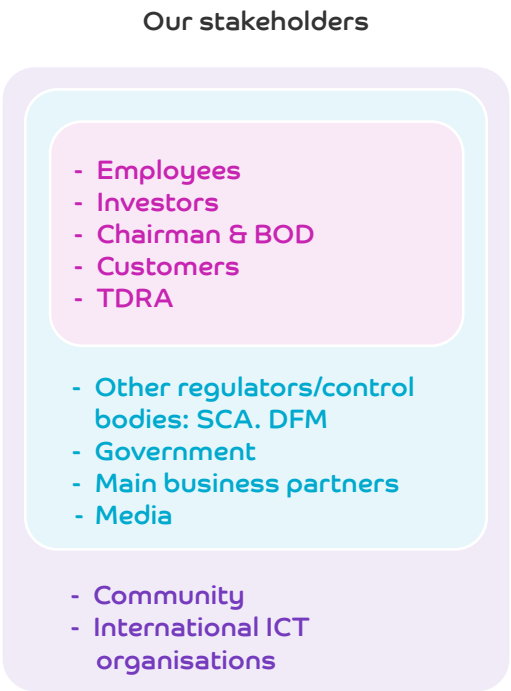 Our stakeholders
- Employees
- Investors
- Chairman & BOD
- Customers
- TDRA
- Other regulators/control
bodies: SCA. DFM
- Government
- Main business partners
- Media
- Community
- International ICT
organisations